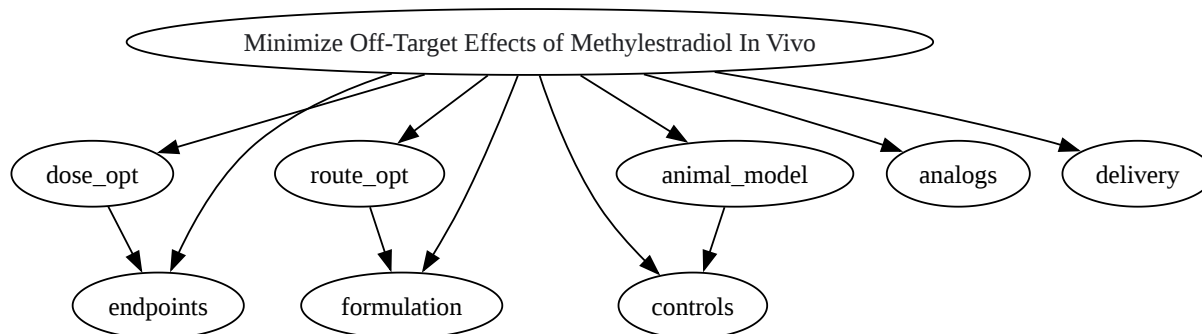 Minimize Off-Target Effects of Methylestradiol In Vivo
dose_opt
route_opt
animal_model
analogs
delivery
endpoints
formulation
controls